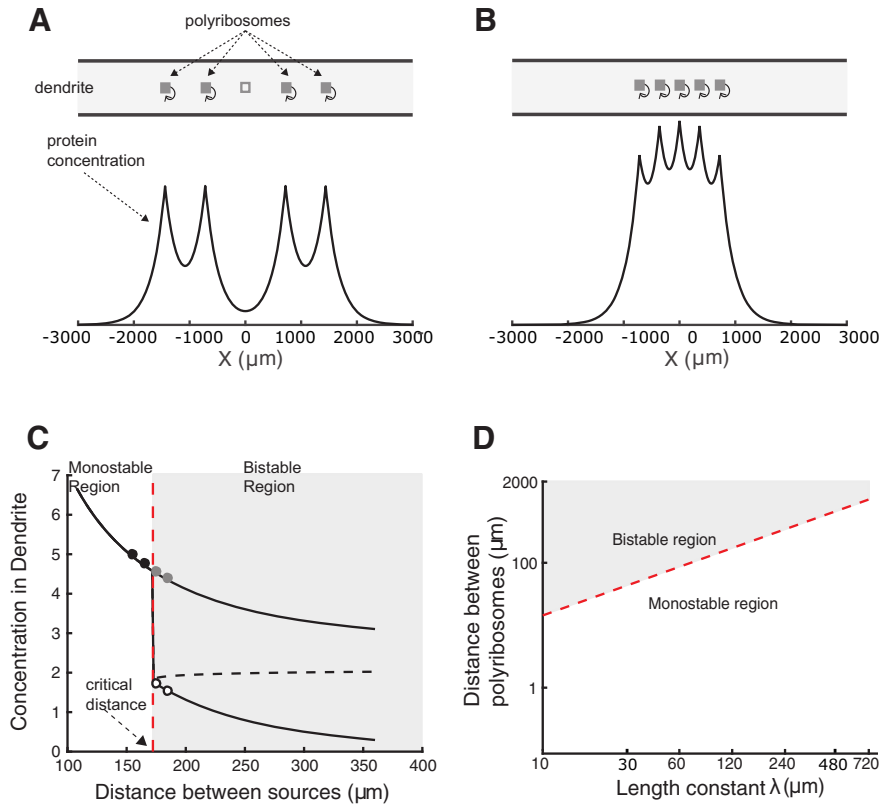 A
polyribosomes
dendrite
protein
concentration
-3000 -2000 -1000 0 1000 2000 3000
X (μm)
B
-3000 -2000 -1000 0 1000 2000 3000
X (μm)
C
Monostable
Region
Bistable
Region
Concentration in Dendrite
7
6
5
4
3
2
1
0
critical
distance
100 150 200 250 300 350 400
Distance between sources (μm)
D
Distance between
polyribosomes (μm)
2000
100
1
Bistable region
Monostable region
10 30 60 120 240 480 720
Length constant λ (μm)